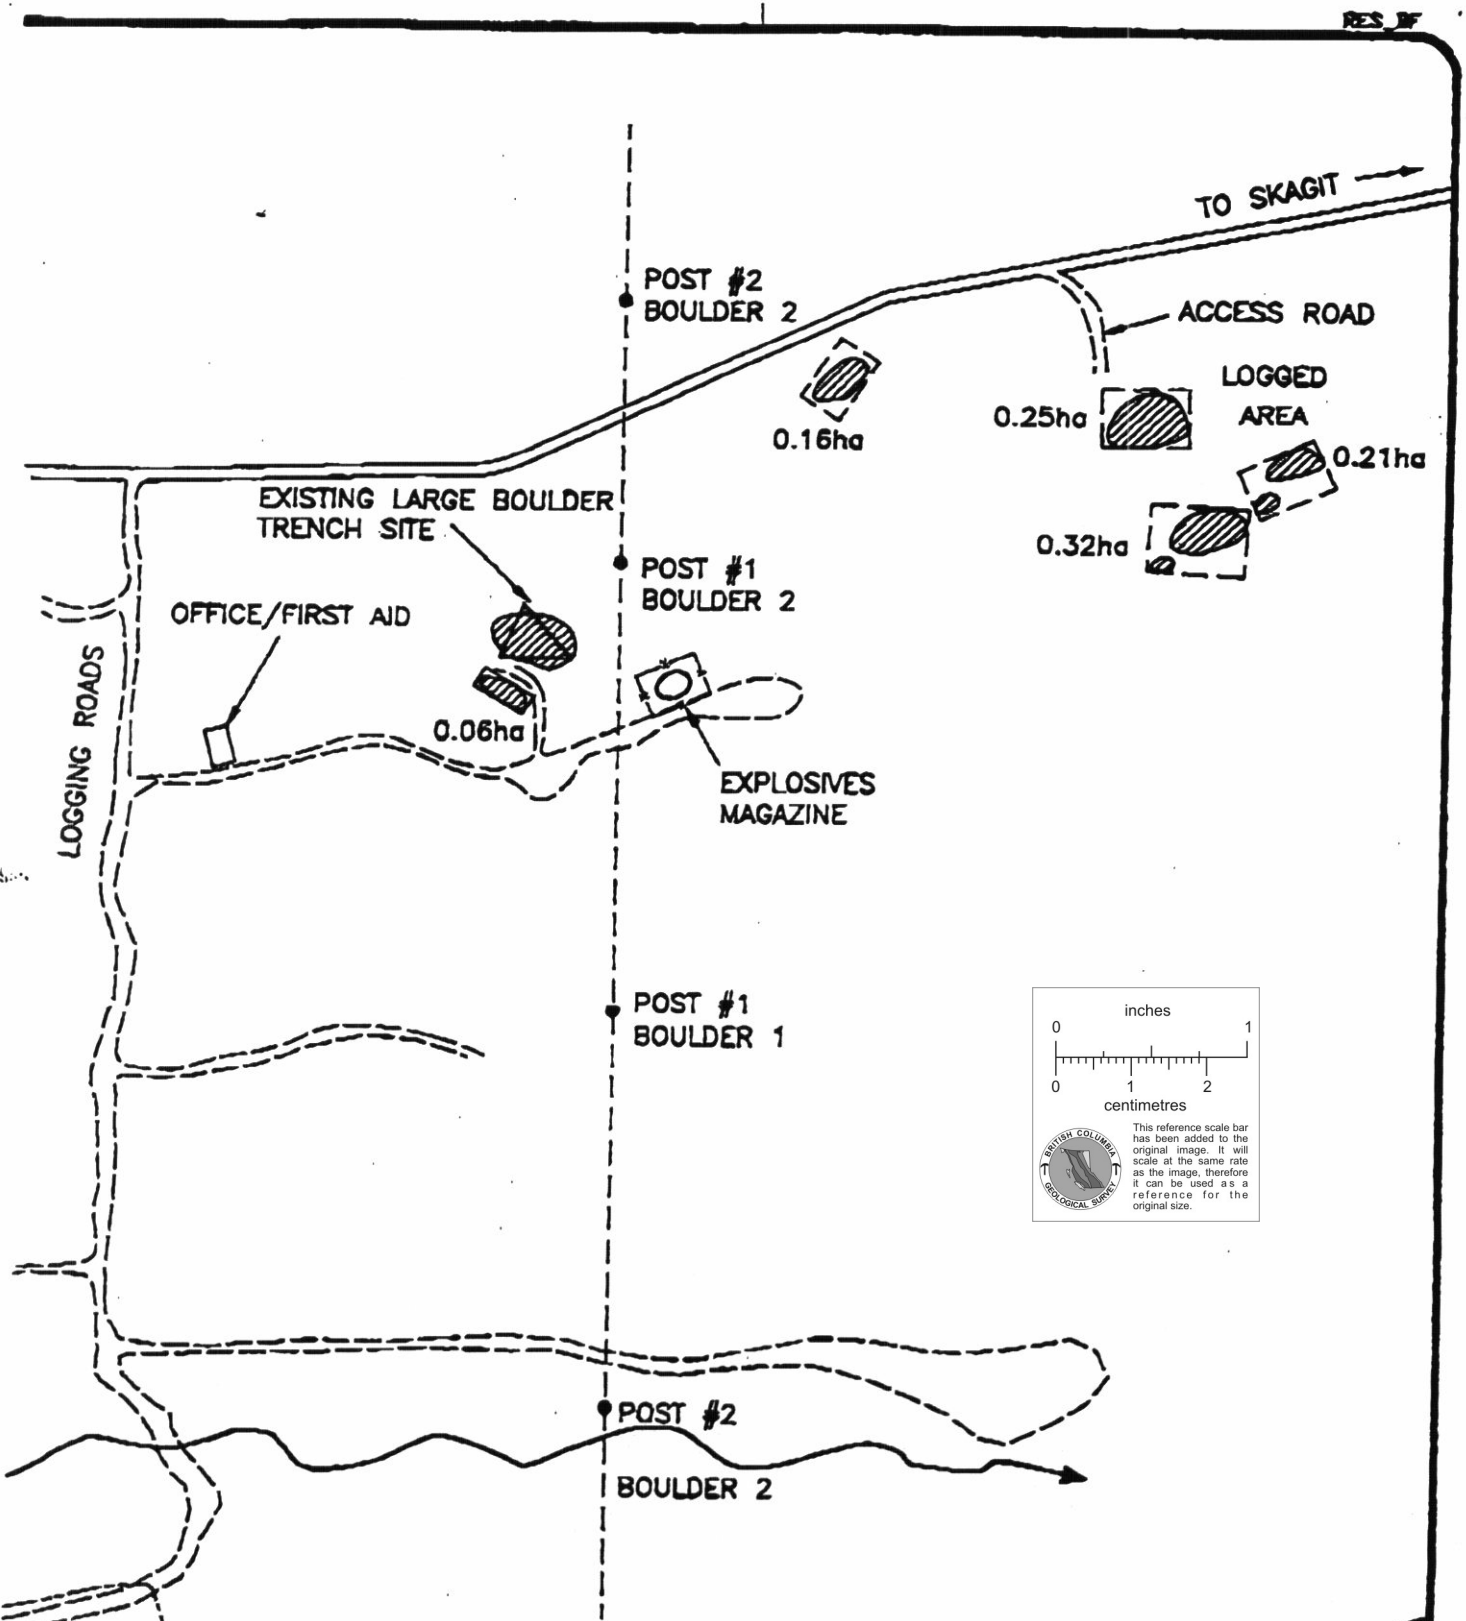 TO SKAGIT
POST #2
BOULDER 2
ACCESS ROAD
LOGGED
AREA
0.25ha
0.16ha
0.21ha
EXISTING LARGE BOULDER
TRENCH SITE
0.32ha
POST #1
BOULDER 2
OFFICE/FIRST AID
LOGGING ROADS
0.06ha
EXPLOSIVES
MAGAZINE
POST #1
BOULDER 1
inches
0 1
0 1 2
centimetres
This reference scale bar
has been added to the
original image. It will
scale at the same rate
as the image, therefore
it can be used as a
reference for the
original size.
BRITISH COLUMBIA
GEOLOGICAL SURVEY
POST #2
BOULDER 2